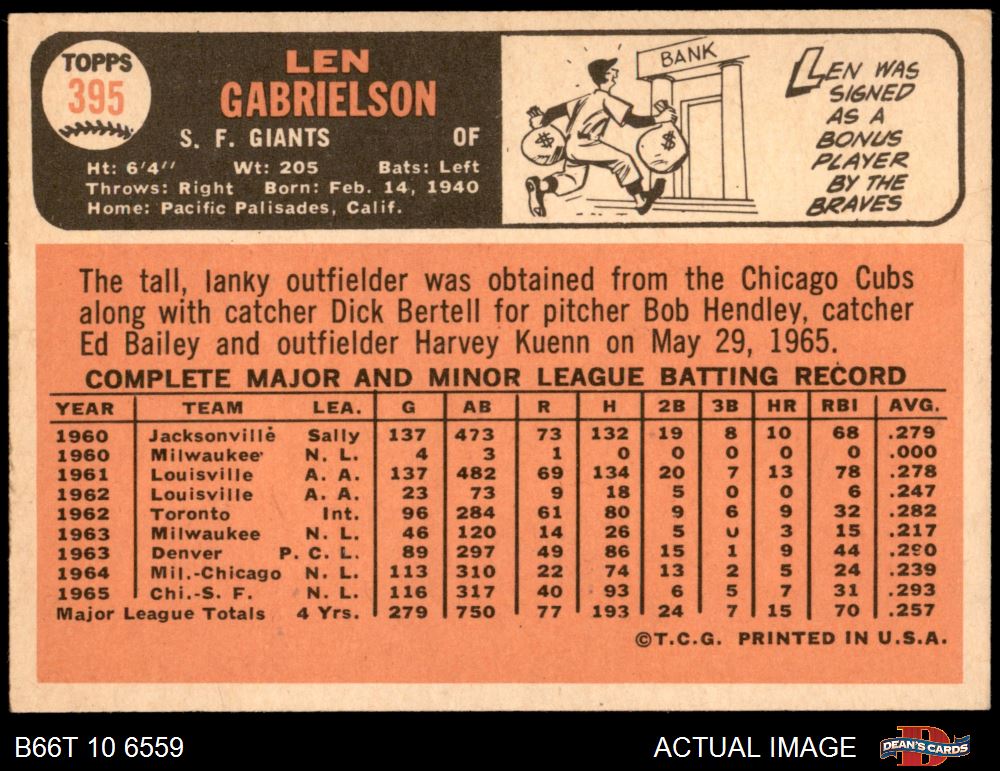 TOPPS
395
LEN
GABRIELSON
S. F. GIANTS OF
Ht: 6'4" Wt: 205 Bats: Left
Throws: Right Born: Feb. 14, 1940
Home: Pacific Palisades, Calif.
BANK
$ $
LEN WAS
SIGNED
AS A
BONUS
PLAYER
BY THE
BRAVES
The tall, lanky outfielder was obtained from the Chicago Cubs
along with catcher Dick Bertell for pitcher Bob Hendley, catcher
Ed Bailey and outfielder Harvey Kuenn on May 29, 1965.
COMPLETE MAJOR AND MINOR LEAGUE BATTING RECORD
YEAR TEAM LEA. G AB R H 2B 3B HR RBI AVG.
1960 Jacksonville Sally 137 473 73 132 19 8 10 68 .279
1960 Milwaukee N. L. 4 3 1 0 0 0 0 0 .000
1961 Louisville A. A. 137 482 69 134 20 7 13 78 .278
1962 Louisville A. A. 23 73 9 18 5 0 0 6 .247
1962 Toronto Int. 96 284 61 80 9 6 9 32 .282
1963 Milwaukee N. L. 46 120 14 26 5 0 3 15 .217
1963 Denver P. C. L. 89 297 49 86 15 1 9 44 .290
1964 Mil.-Chicago N. L. 113 310 22 74 13 2 5 24 .239
1965 Chi.-S. F. N. L. 116 317 40 93 6 5 7 31 .293
Major League Totals 4 Yrs. 279 750 77 193 24 7 15 70 .257
©T.C.G. PRINTED IN U.S.A.
B66T 10 6559 ACTUAL IMAGE DEAN'S CARDS